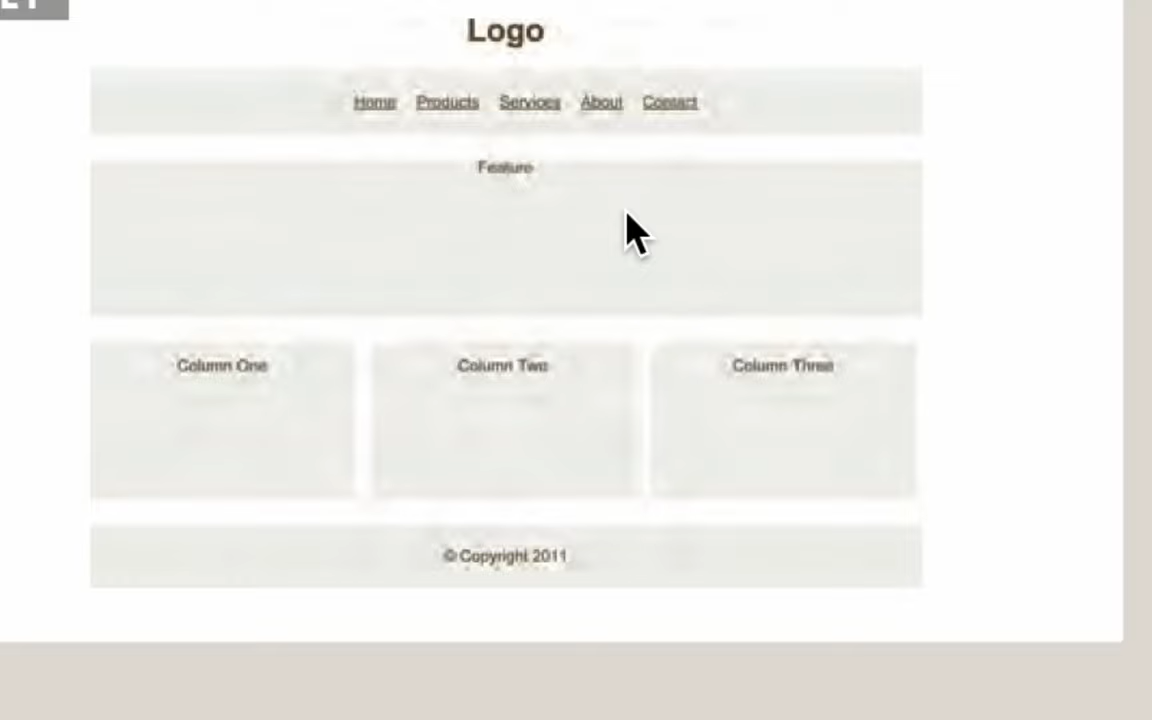 Logo
Home Products Services About Contact
Feature
Column One Column Two Column Three
© Copyright 2011